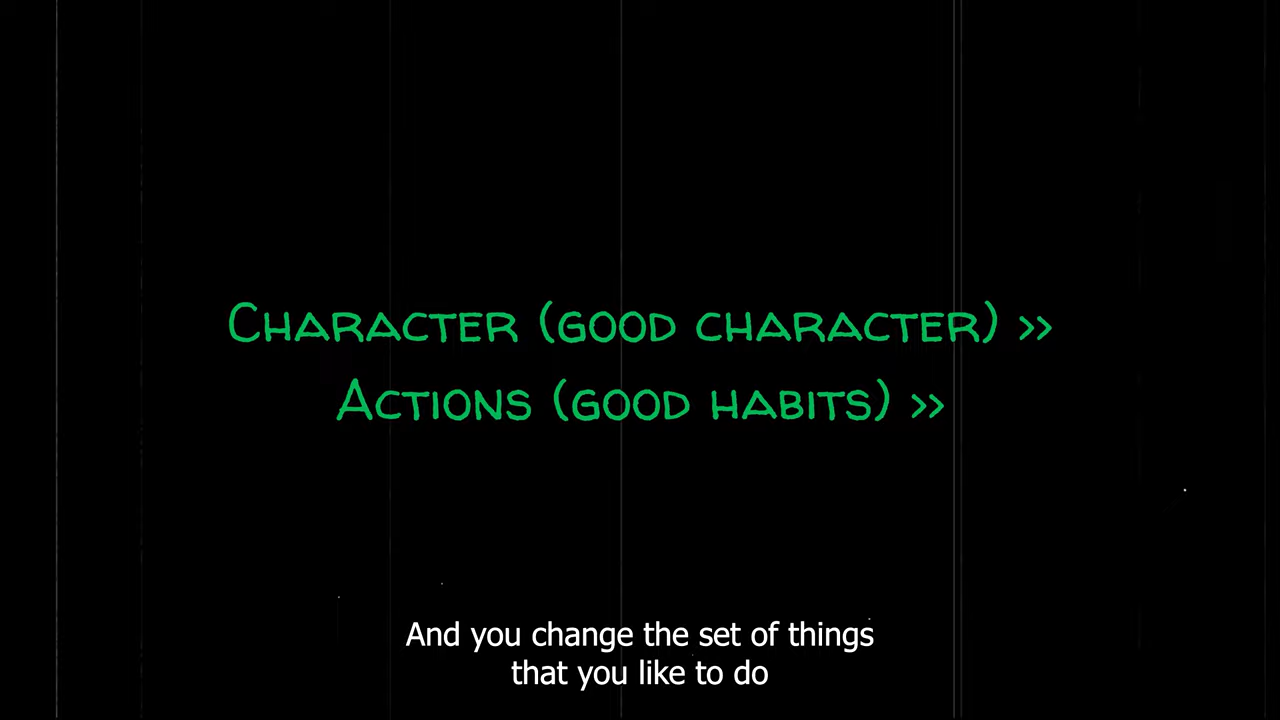 Character (good character) >>
Actions (good habits) >>
And you change the set of things
that you like to do